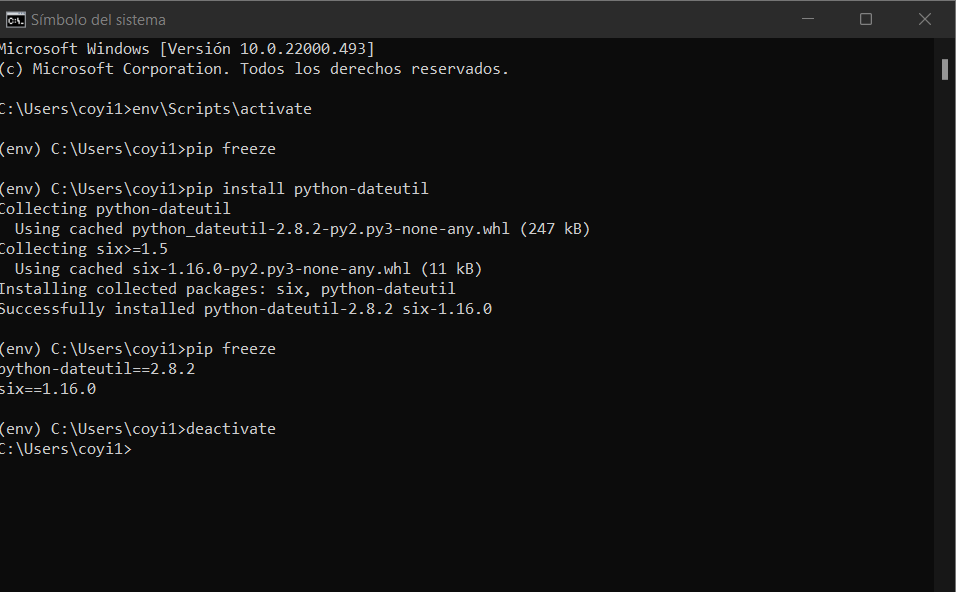 Símbolo del sistema
Microsoft Windows [Versión 10.0.22000.493]
(c) Microsoft Corporation. Todos los derechos reservados.
C:\Users\coyi1>env\Scripts\activate
(env) C:\Users\coyi1>pip freeze
(env) C:\Users\coyi1>pip install python-dateutil
Collecting python-dateutil
  Using cached python_dateutil-2.8.2-py2.py3-none-any.whl (247 kB)
Collecting six>=1.5
  Using cached six-1.16.0-py2.py3-none-any.whl (11 kB)
Installing collected packages: six, python-dateutil
Successfully installed python-dateutil-2.8.2 six-1.16.0
(env) C:\Users\coyi1>pip freeze
python-dateutil==2.8.2
six==1.16.0
(env) C:\Users\coyi1>deactivate
C:\Users\coyi1>